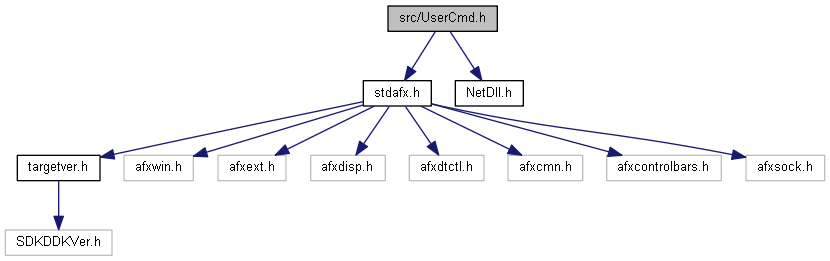 src/UserCmd.h
stdafx.h
NetDll.h
targetver.h
afxwin.h
afxext.h
afxdisp.h
afxdtctl.h
afxcmn.h
afxcontrolbars.h
afxsock.h
SDKDDKVer.h